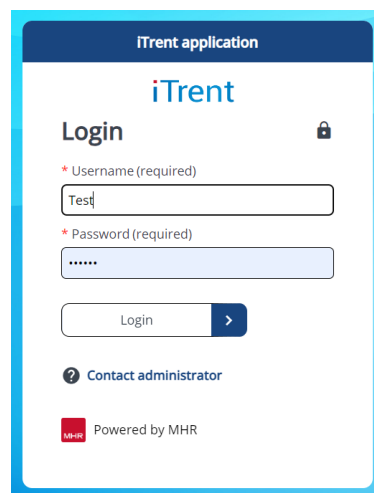 iTrent application
iTrent
Login
* Username (required)
Test
* Password (required)
••••••
Login
Contact administrator
MHR Powered by MHR